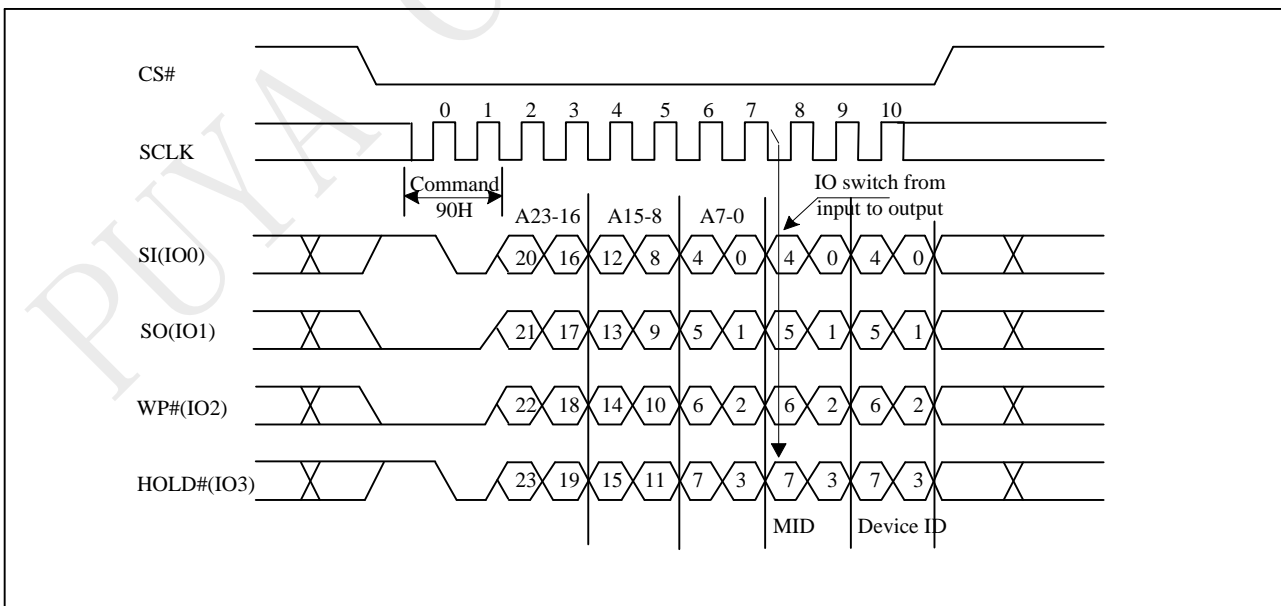 PUYA
CS#
0 1 2 3 4 5 6 7 8 9 10
SCLK
Command
90H
IO switch from
input to output
A23-16 A15-8 A7-0
SI(IO0) 20 16 12 8 4 0 4 0 4 0
SO(IO1) 21 17 13 9 5 1 5 1 5 1
WP#(IO2) 22 18 14 10 6 2 6 2 6 2
HOLD#(IO3) 23 19 15 11 7 3 7 3 7 3
MID Device ID